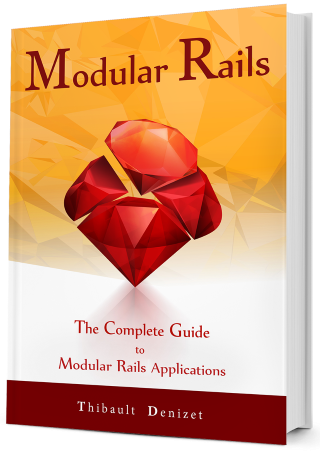 Modular Rails
The Complete Guide
to
Modular Rails Applications
Thibault Denizet